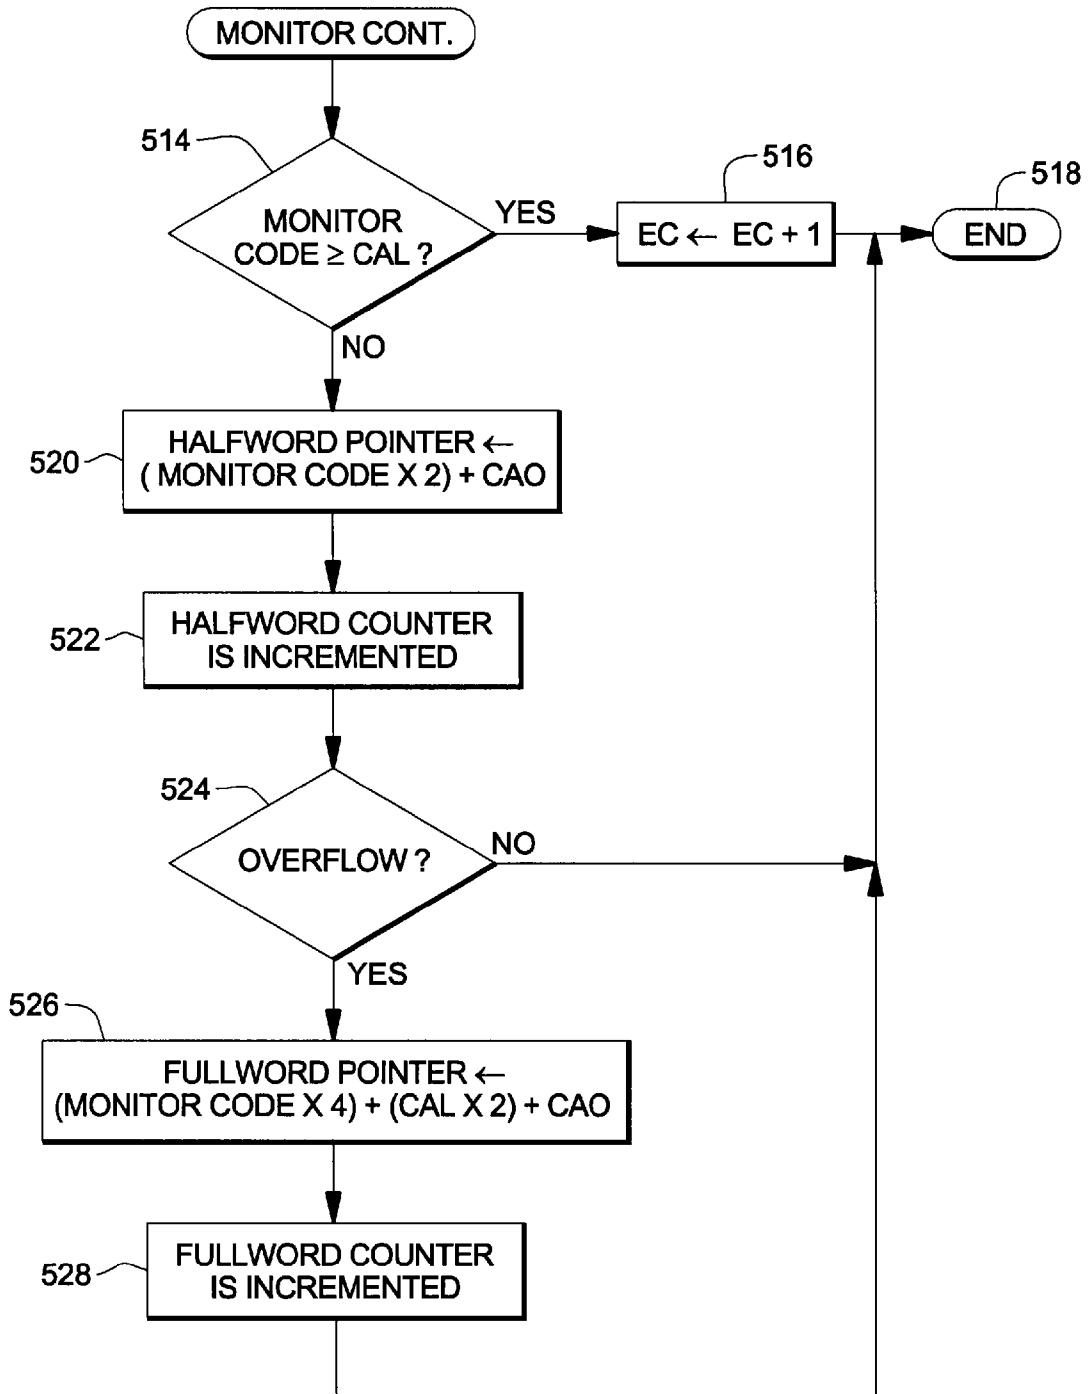 MONITOR CONT.
514
MONITOR
CODE ≥ CAL ?
YES
516
EC ← EC + 1
518
END
NO
520
HALFWORD POINTER ←
( MONITOR CODE X 2) + CAO
522
HALFWORD COUNTER
IS INCREMENTED
524
OVERFLOW ?
NO
YES
526
FULLWORD POINTER ←
(MONITOR CODE X 4) + (CAL X 2) + CAO
528
FULLWORD COUNTER
IS INCREMENTED